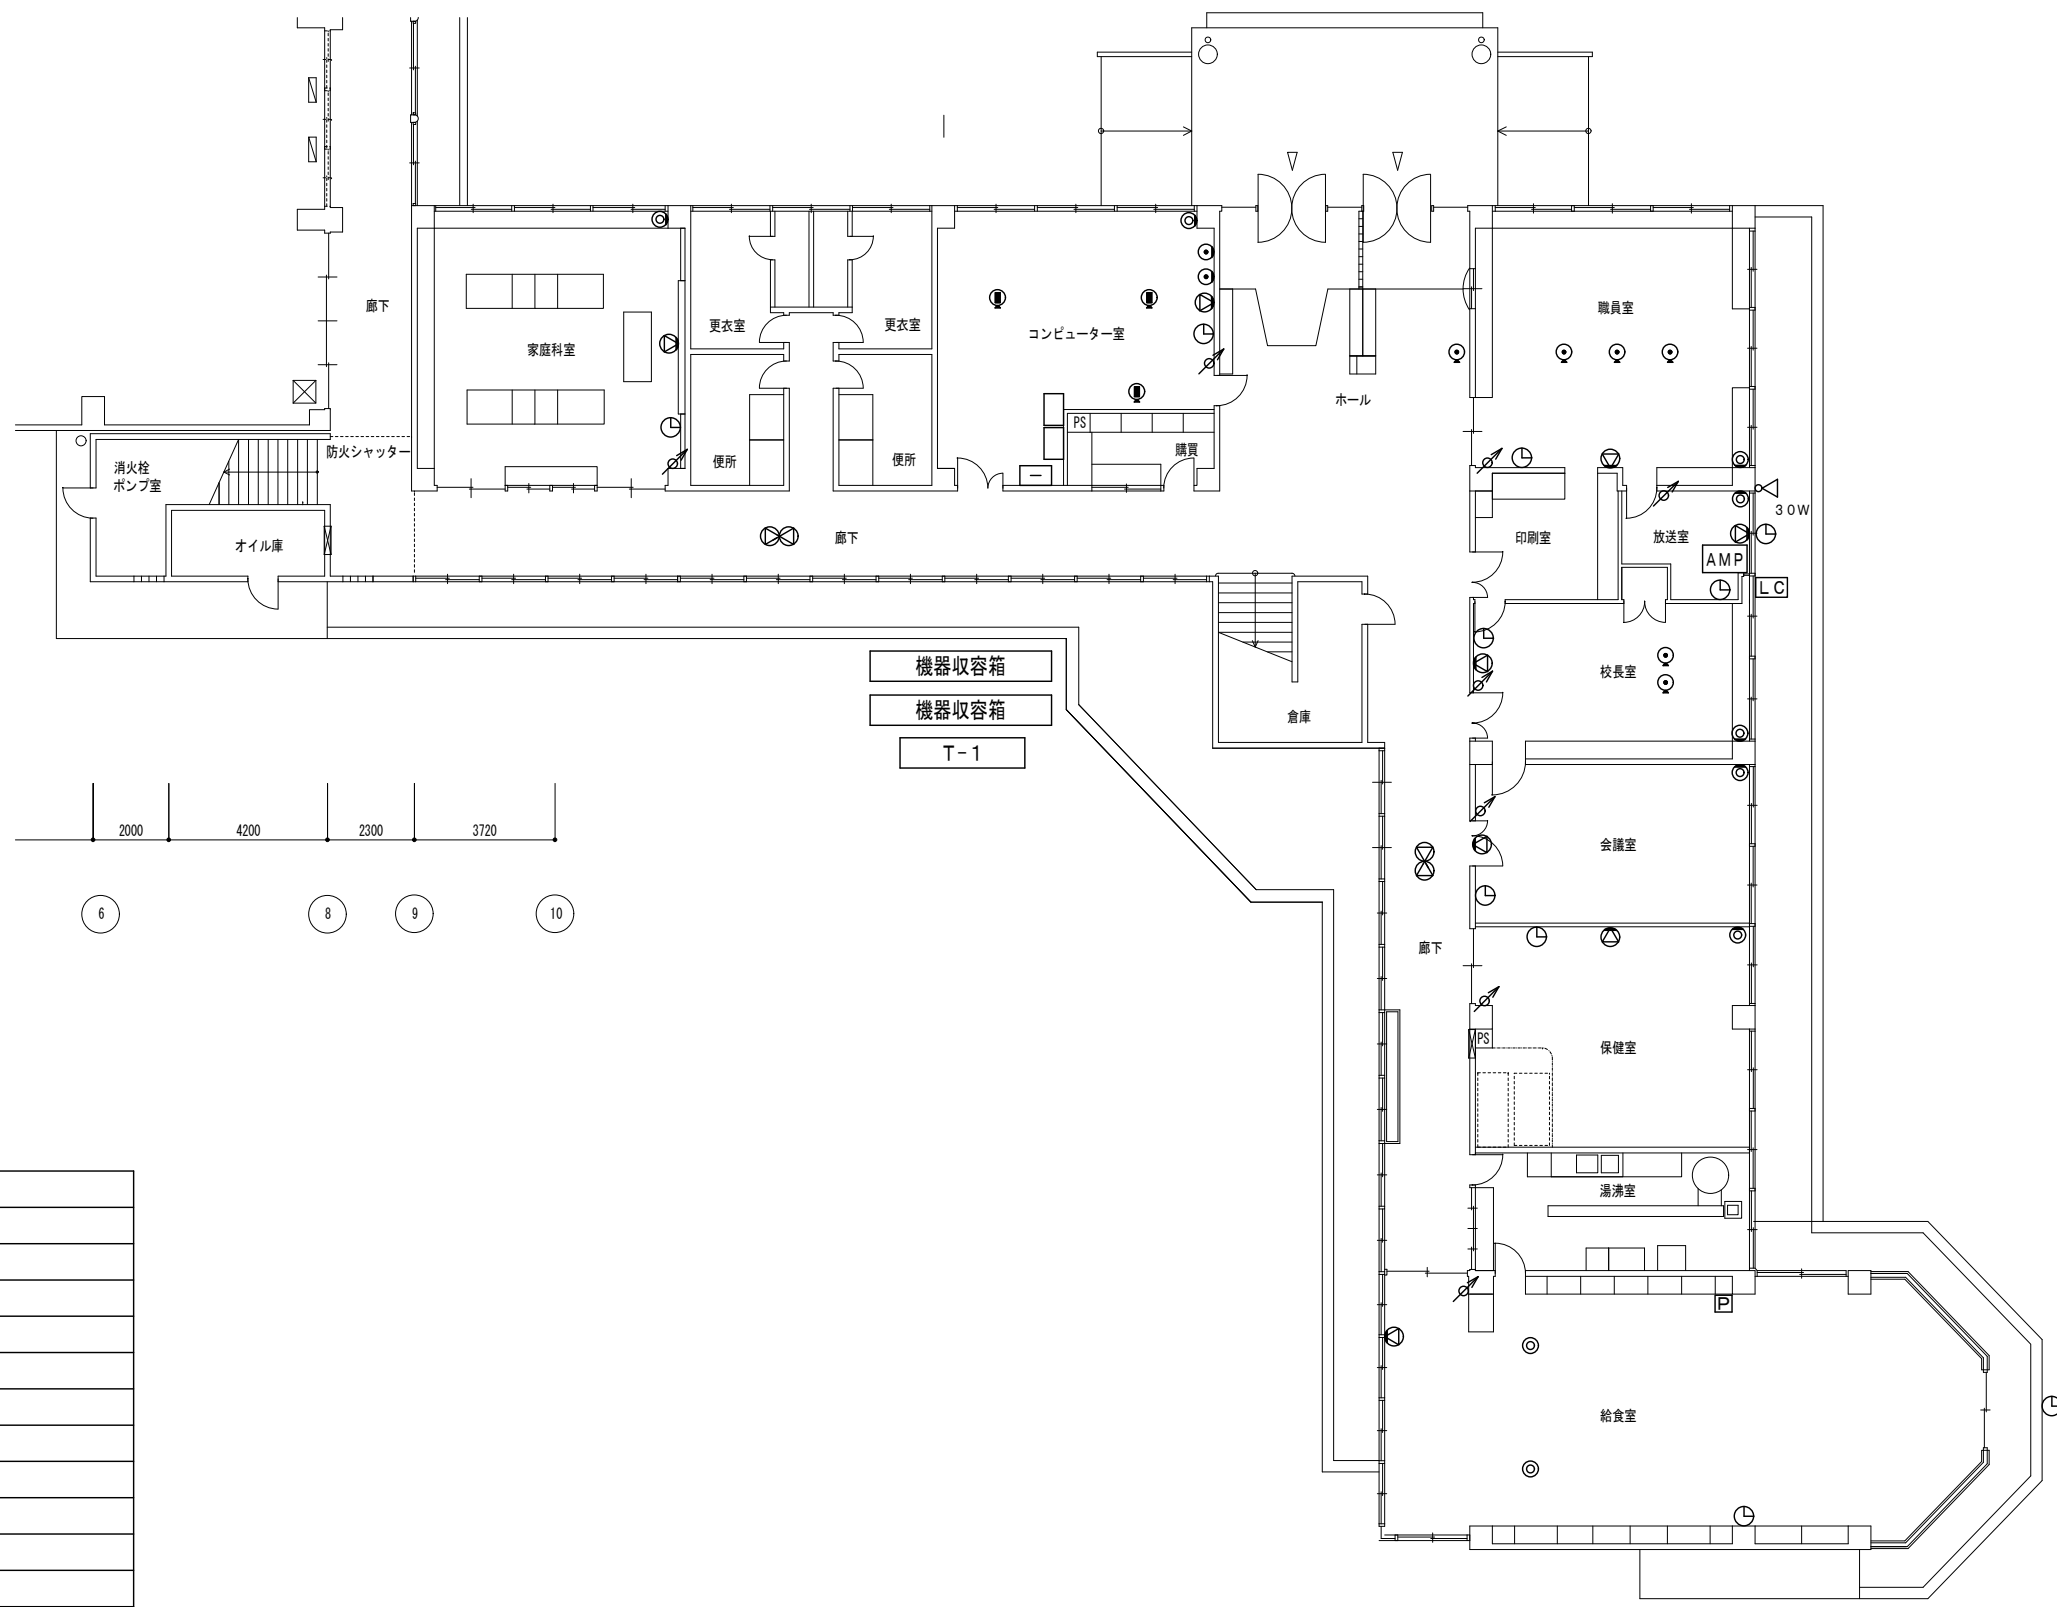 廊下
家庭科室
更衣室
更衣室
コンピューター室
職員室
ホール
PS
購買
防火シャッター
消火栓
ポンプ室
便所
便所
オイル庫
廊下
印刷室
放送室
30W
AMP
LC
機器収容箱
機器収容箱
T-1
倉庫
校長室
2000
4200
2300
3720
6
8
9
10
会議室
廊下
保健室
PS
湯沸室
P
給食室